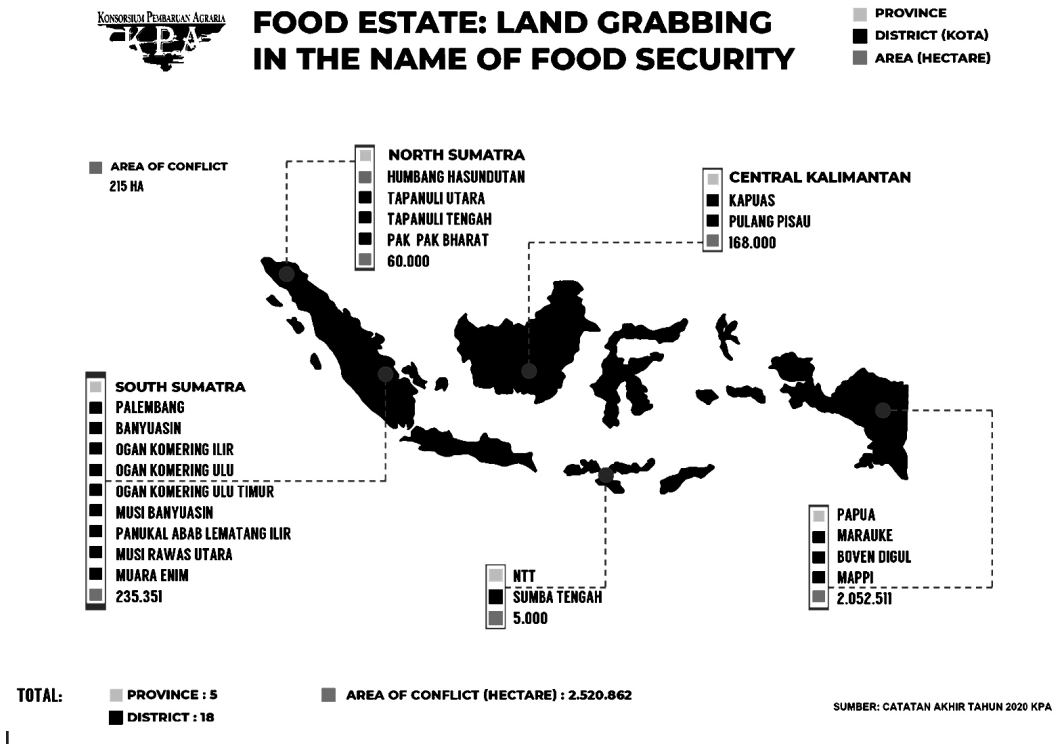 KONSORSIUM PEMBARUAN AGRARIA
KPA
FOOD ESTATE: LAND GRABBING
IN THE NAME OF FOOD SECURITY
PROVINCE
DISTRICT (KOTA)
AREA (HECTARE)
AREA OF CONFLICT
215 HA
NORTH SUMATRA
HUMBANG HASUNDUTAN
TAPANULI UTARA
TAPANULI TENGAH
PAK PAK BHARAT
60.000
CENTRAL KALIMANTAN
KAPUAS
PULANG PISAU
168.000
SOUTH SUMATRA
PALEMBANG
BANYUASIN
OGAN KOMERING ILIR
OGAN KOMERING ULU
OGAN KOMERING ULU TIMUR
MUSI BANYUASIN
PANUKAL ABAB LEMATANG ILIR
MUSI RAWAS UTARA
MUARA ENIM
235.351
NTT
SUMBA TENGAH
5.000
PAPUA
MARAUKE
BOVEN DIGUL
MAPPI
2.052.511
TOTAL:
PROVINCE : 5
DISTRICT : 18
AREA OF CONFLICT (HECTARE) : 2.520.862
SUMBER: CATATAN AKHIR TAHUN 2020 KPA